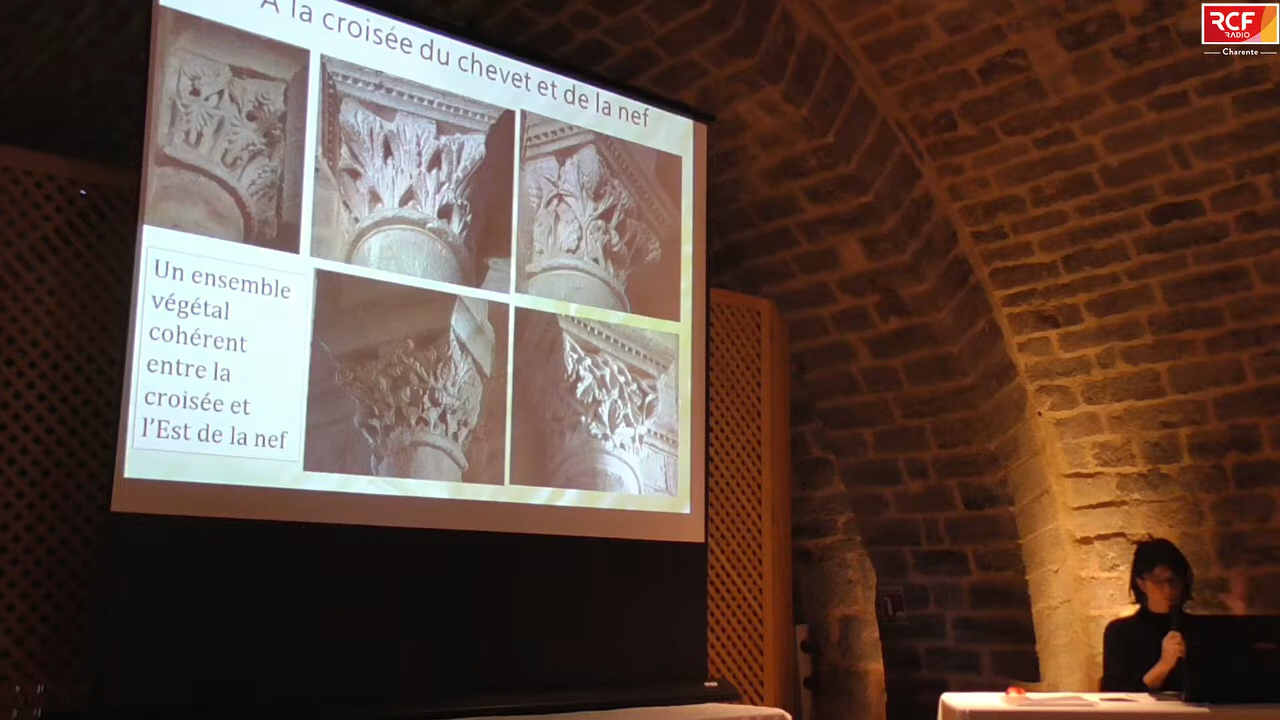 À la croisée du chevet et de la nef
Un ensemble
végétal
cohérent
entre la
croisée et
l'Est de la nef
RCF
RADIO
Charente